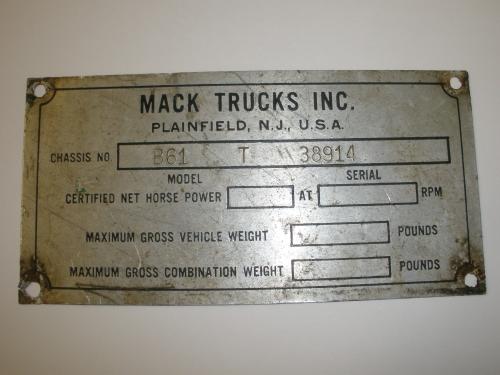 MACK TRUCKS INC.
PLAINFIELD, N.J., U.S.A.
CHASSIS NO B61 T 38914
MODEL SERIAL
CERTIFIED NET HORSE POWER AT RPM
MAXIMUM GROSS VEHICLE WEIGHT POUNDS
MAXIMUM GROSS COMBINATION WEIGHT POUNDS